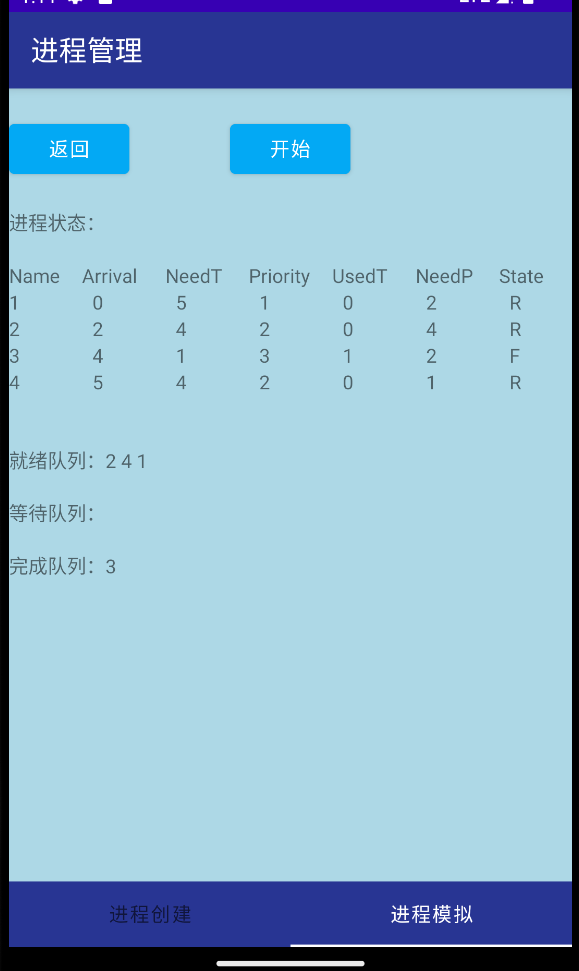 进程管理
返回 开始
进程状态：
Name Arrival NeedT Priority UsedT NeedP State
1 0 5 1 0 2 R
2 2 4 2 0 4 R
3 4 1 3 1 2 F
4 5 4 2 0 1 R
就绪队列：2 4 1
等待队列：
完成队列：3
进程创建 进程模拟